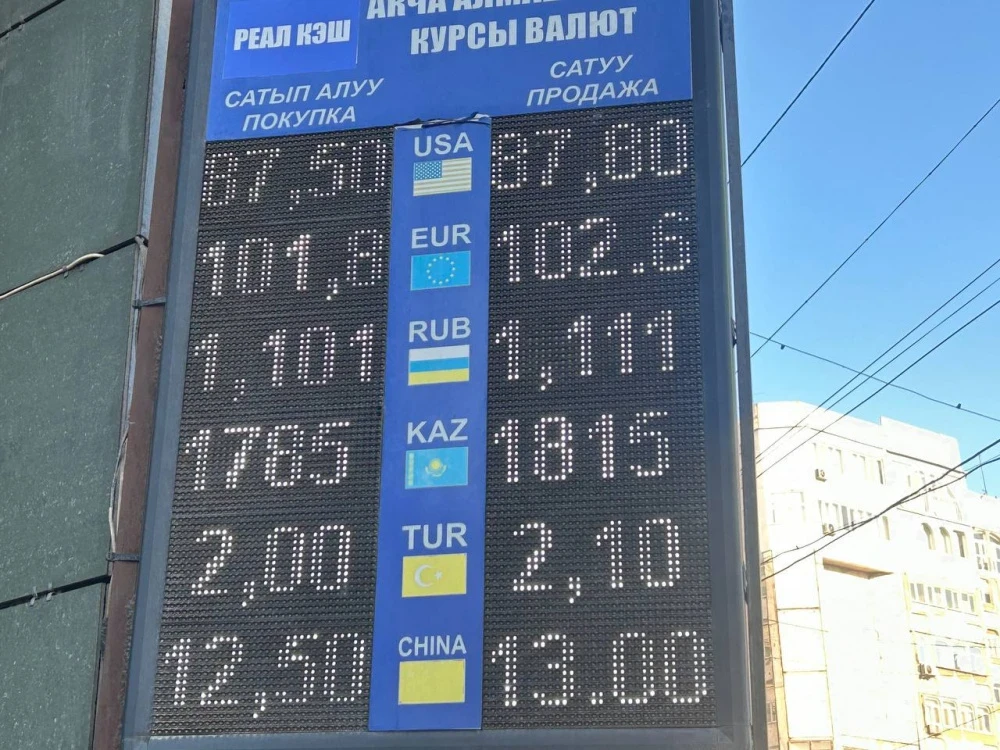 РЕАЛ КЭШ
АКЧА
КУРСЫ ВАЛЮТ
САТЫП АЛУУ
ПОКУПКА
САТУУ
ПРОДАЖА
87,50 USA 87,80
101,8 EUR 102.6
1,101 RUB 1,111
1785 KAZ 1815
2,00 TUR 2,10
12,50 CHINA 13.00